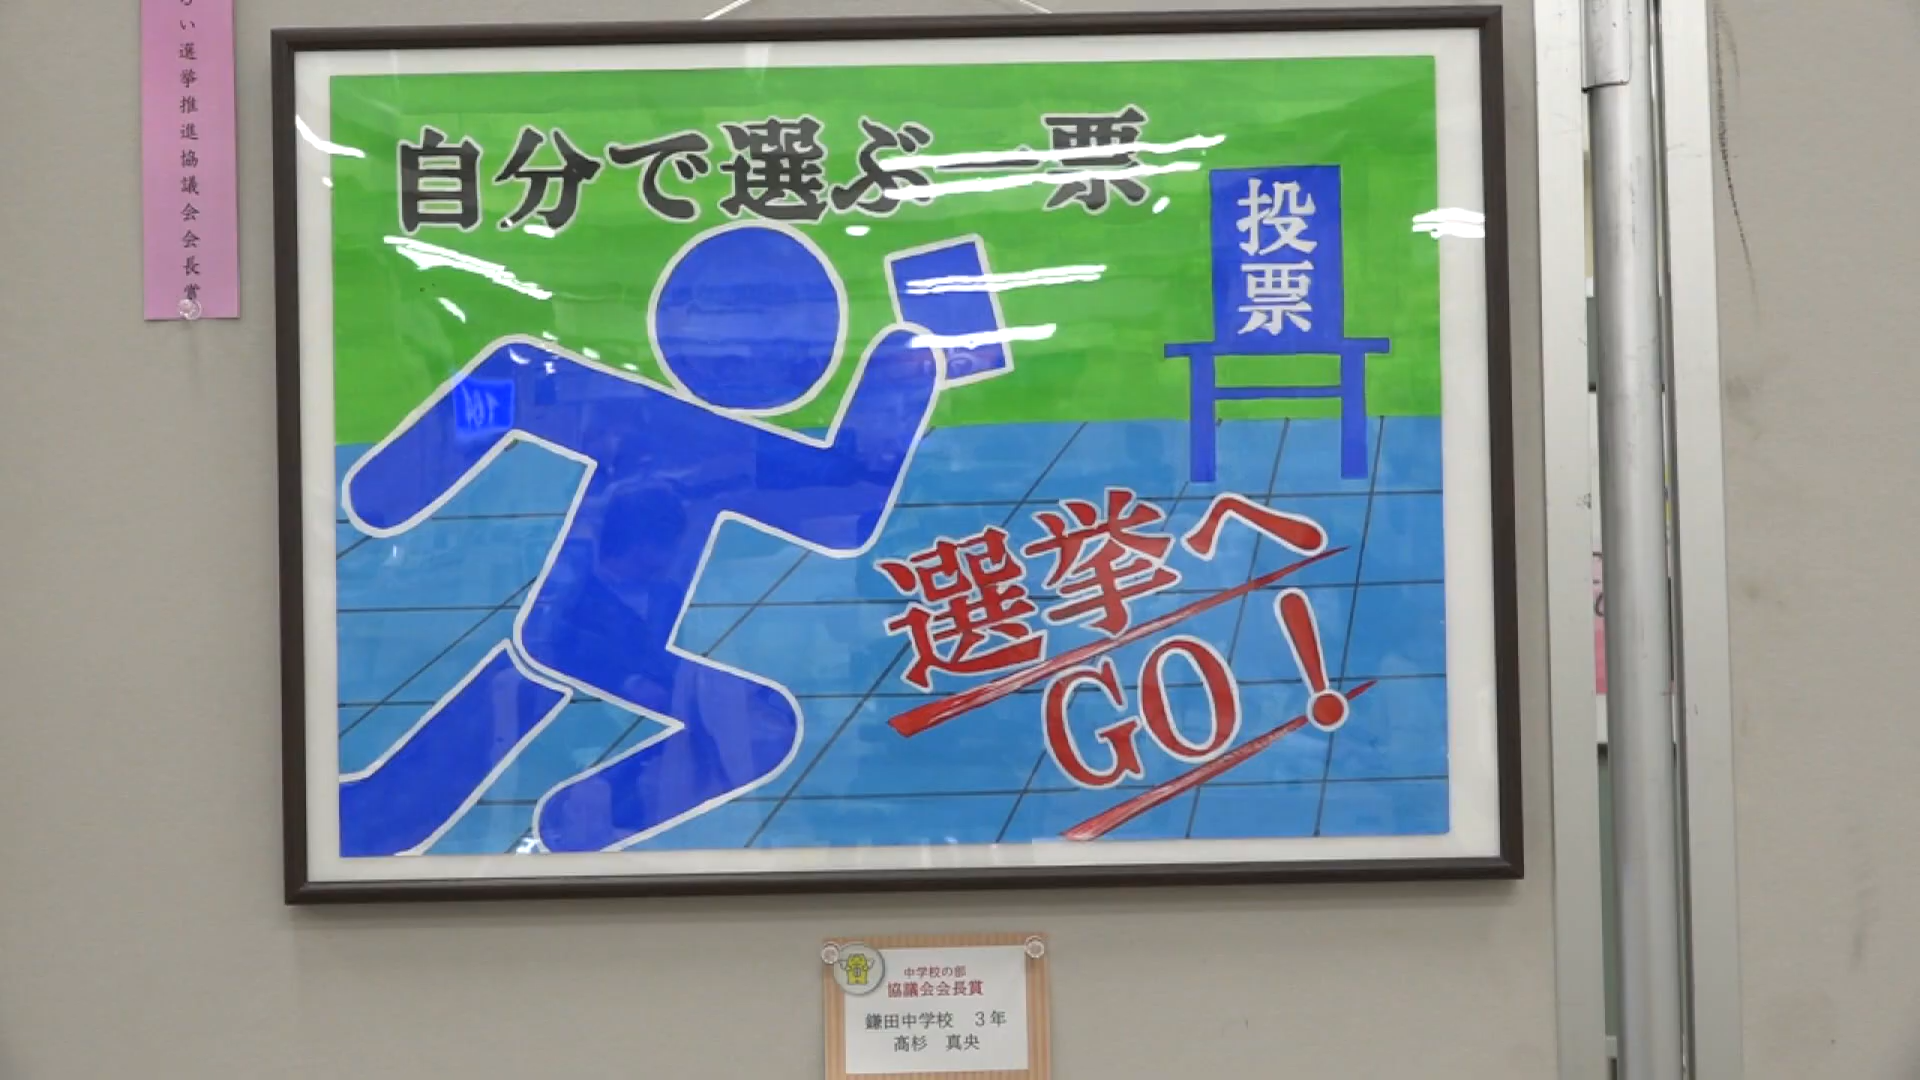 い選挙推進協議会会長賞
自分で選ぶ一票
投票
選挙へ
GO!
中学校の部
協議会会長賞
鎌田中学校 3年
高杉 真央